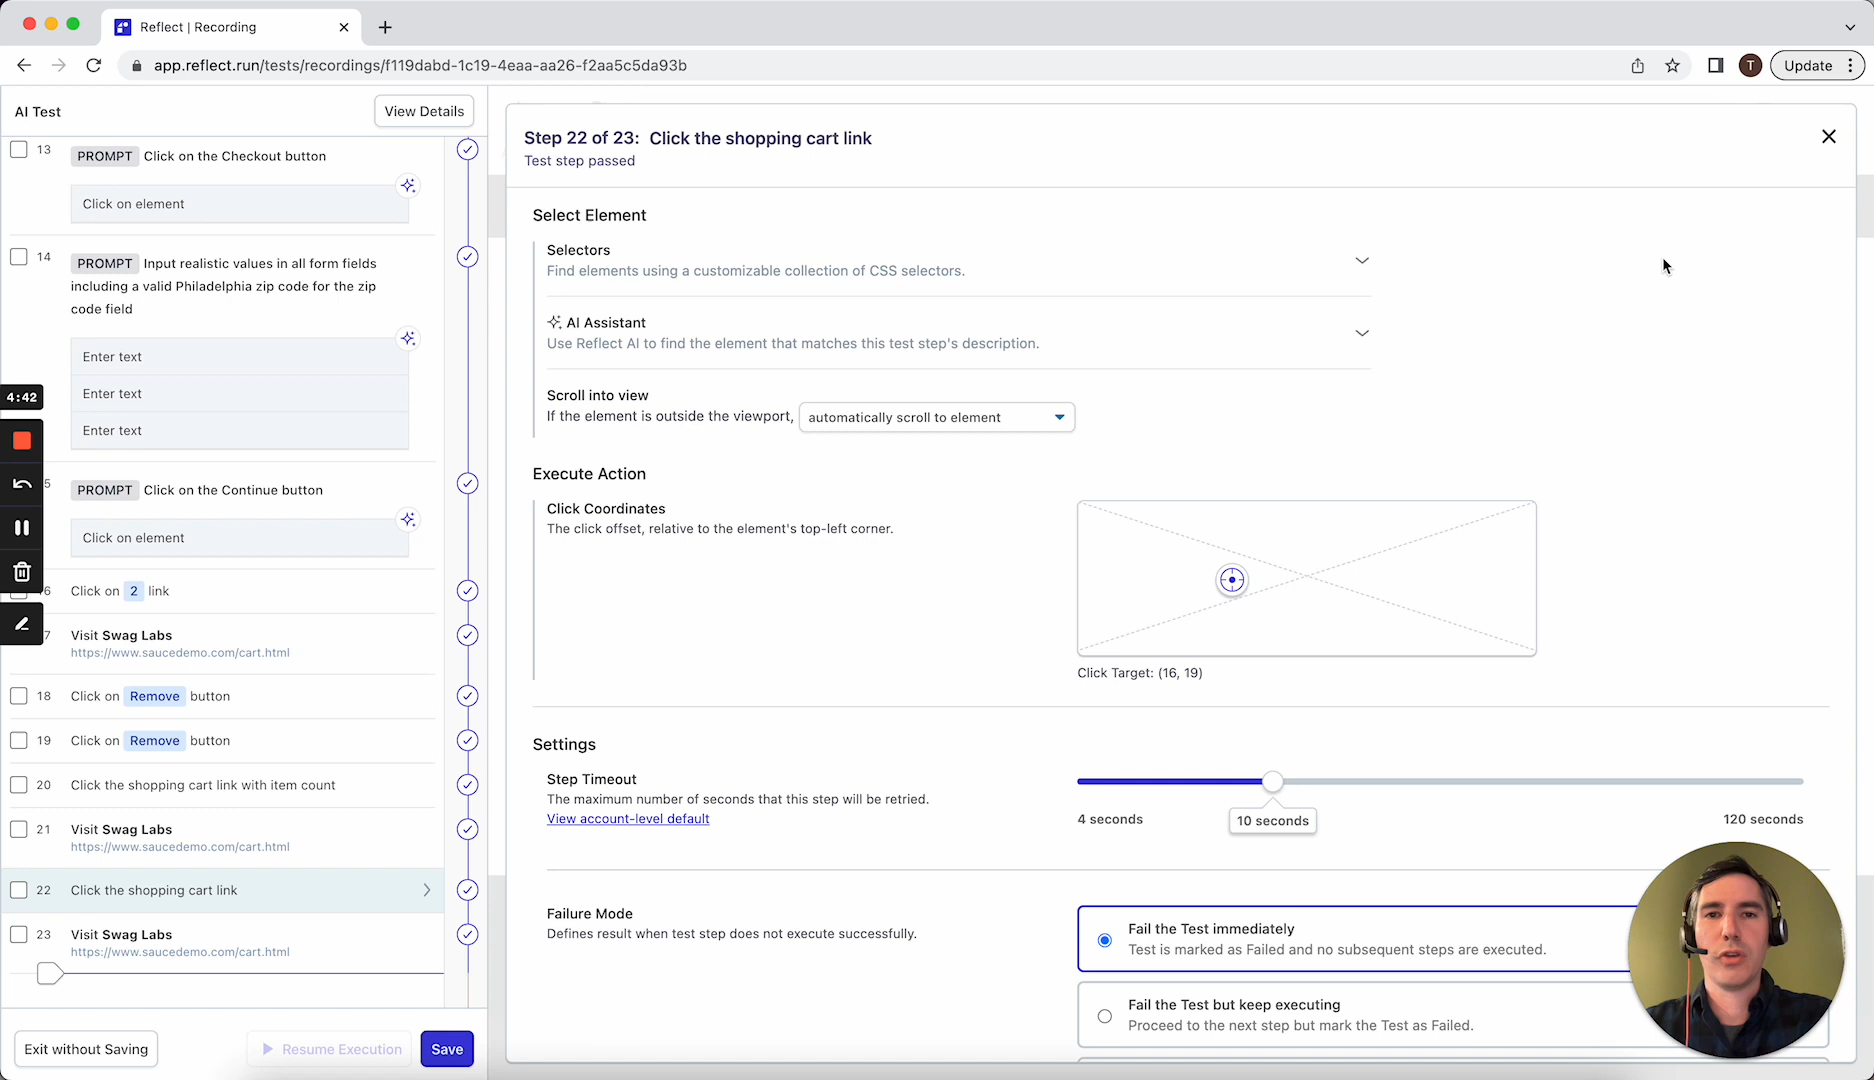 Reflect | Recording
app.reflect.run/tests/recordings/f119dabd-1c19-4eaa-aa26-f2aa5c5da93b
T
Update
AI Test
View Details
13
PROMPT Click on the Checkout button
Click on element
14
PROMPT Input realistic values in all form fields
including a valid Philadelphia zip code for the zip
code field
Enter text
Enter text
Enter text
4:42
5
PROMPT Click on the Continue button
Click on element
6
Click on 2 link
7
Visit Swag Labs
https://www.saucedemo.com/cart.html
18
Click on Remove button
19
Click on Remove button
20
Click the shopping cart link with item count
21
Visit Swag Labs
https://www.saucedemo.com/cart.html
22
Click the shopping cart link
23
Visit Swag Labs
https://www.saucedemo.com/cart.html
Exit without Saving
Resume Execution
Save
Step 22 of 23: Click the shopping cart link
Test step passed
Select Element
Selectors
Find elements using a customizable collection of CSS selectors.
AI Assistant
Use Reflect AI to find the element that matches this test step's description.
Scroll into view
If the element is outside the viewport, automatically scroll to element
Execute Action
Click Coordinates
The click offset, relative to the element's top-left corner.
Click Target: (16, 19)
Settings
Step Timeout
The maximum number of seconds that this step will be retried.
View account-level default
4 seconds
10 seconds
120 seconds
Failure Mode
Defines result when test step does not execute successfully.
Fail the Test immediately
Test is marked as Failed and no subsequent steps are executed.
Fail the Test but keep executing
Proceed to the next step but mark the Test as Failed.